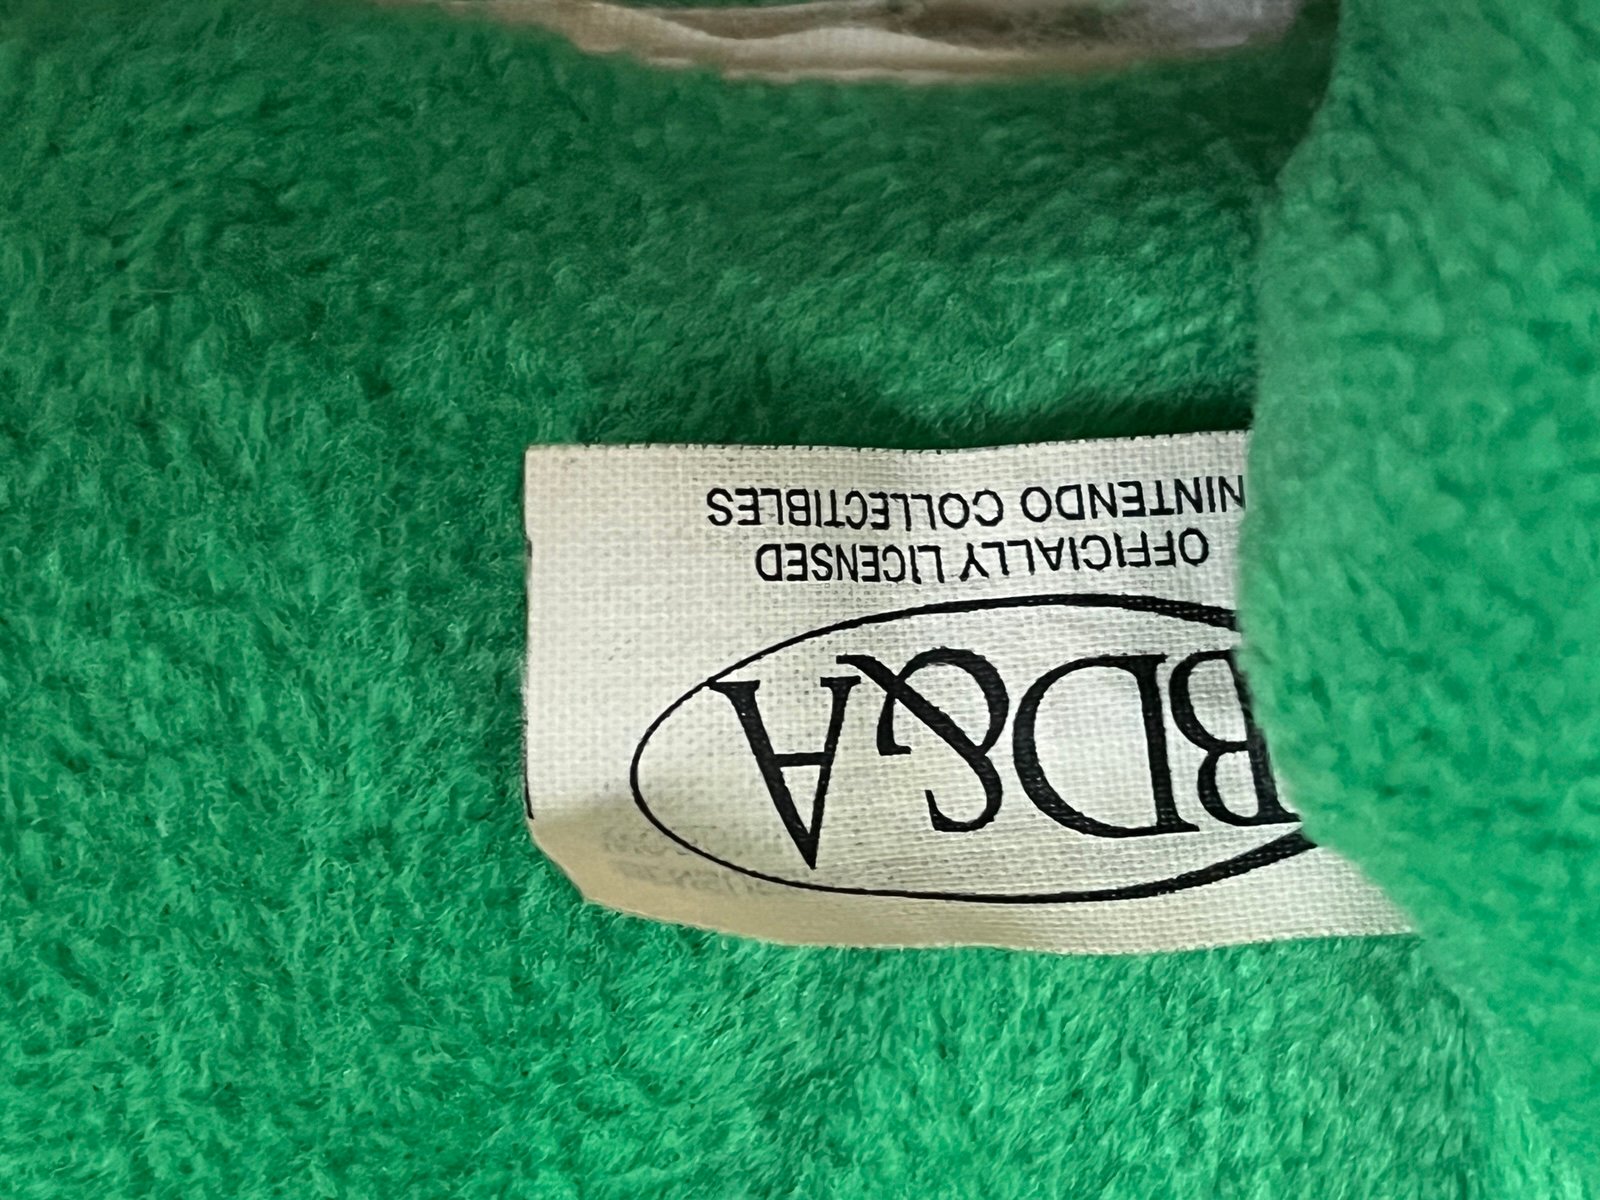 BD&A
OFFICIALLY LICENSED
NINTENDO COLLECTIBLES